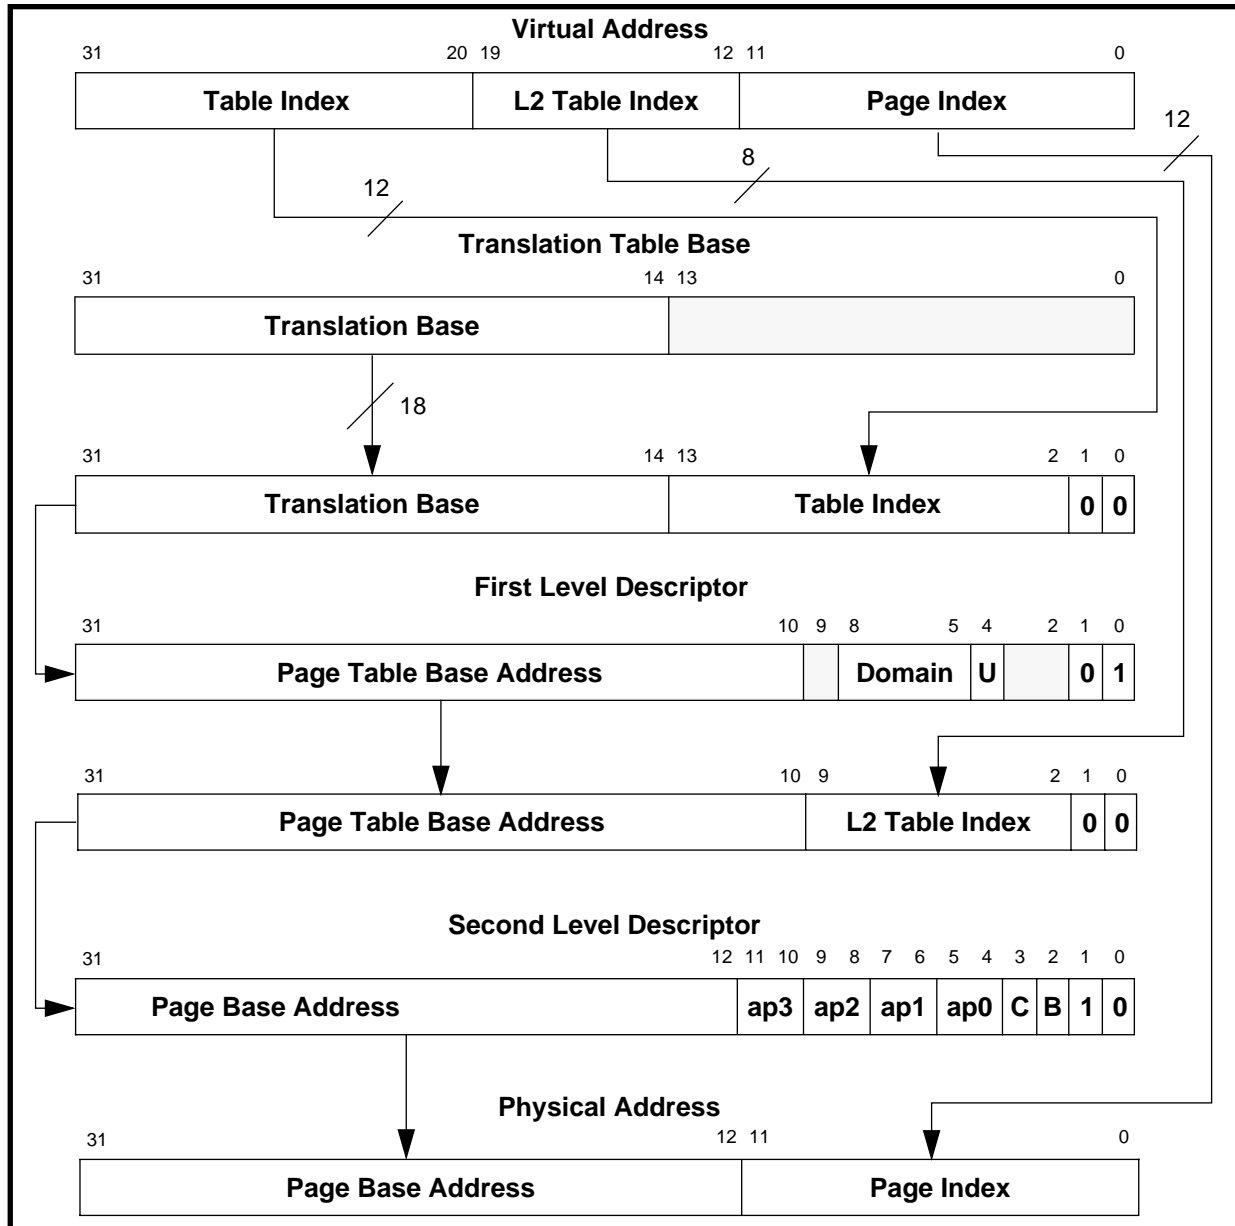 Virtual Address
31 20 19 12 11 0
Table Index L2 Table Index Page Index
12
8
12
Translation Table Base
31 14 13 0
Translation Base
18
31 14 13 2 1 0
Translation Base Table Index 0 0
First Level Descriptor
31 10 9 8 5 4 2 1 0
Page Table Base Address Domain U 0 1
31 10 9 2 1 0
Page Table Base Address L2 Table Index 0 0
Second Level Descriptor
31 12 11 10 9 8 7 6 5 4 3 2 1 0
Page Base Address ap3 ap2 ap1 ap0 C B 1 0
Physical Address
31 12 11 0
Page Base Address Page Index